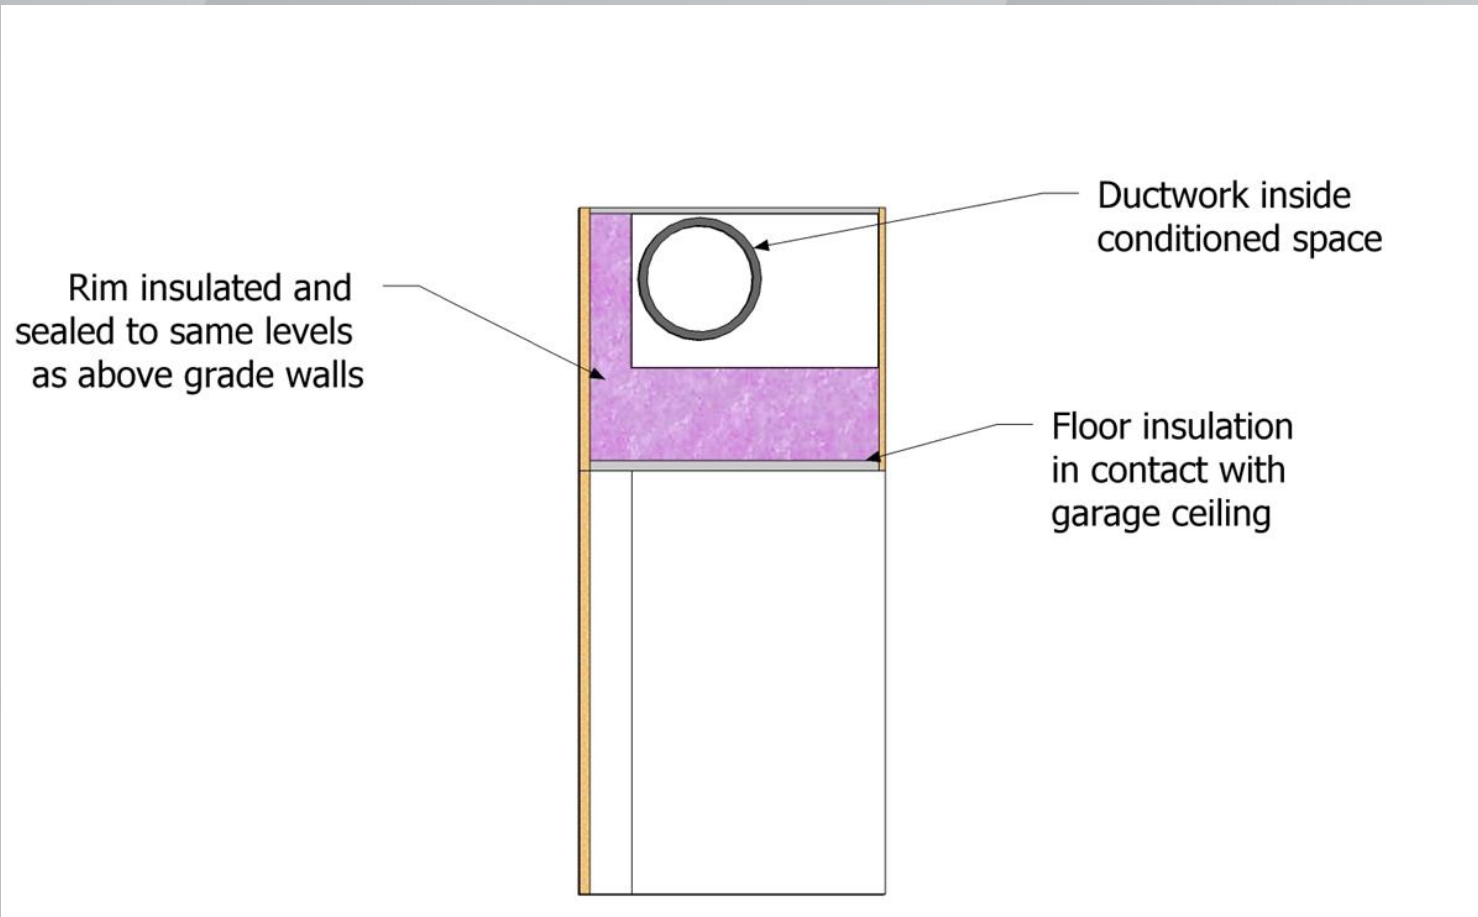 Ductwork inside
conditioned space
Rim insulated and
sealed to same levels
as above grade walls
Floor insulation
in contact with
garage ceiling